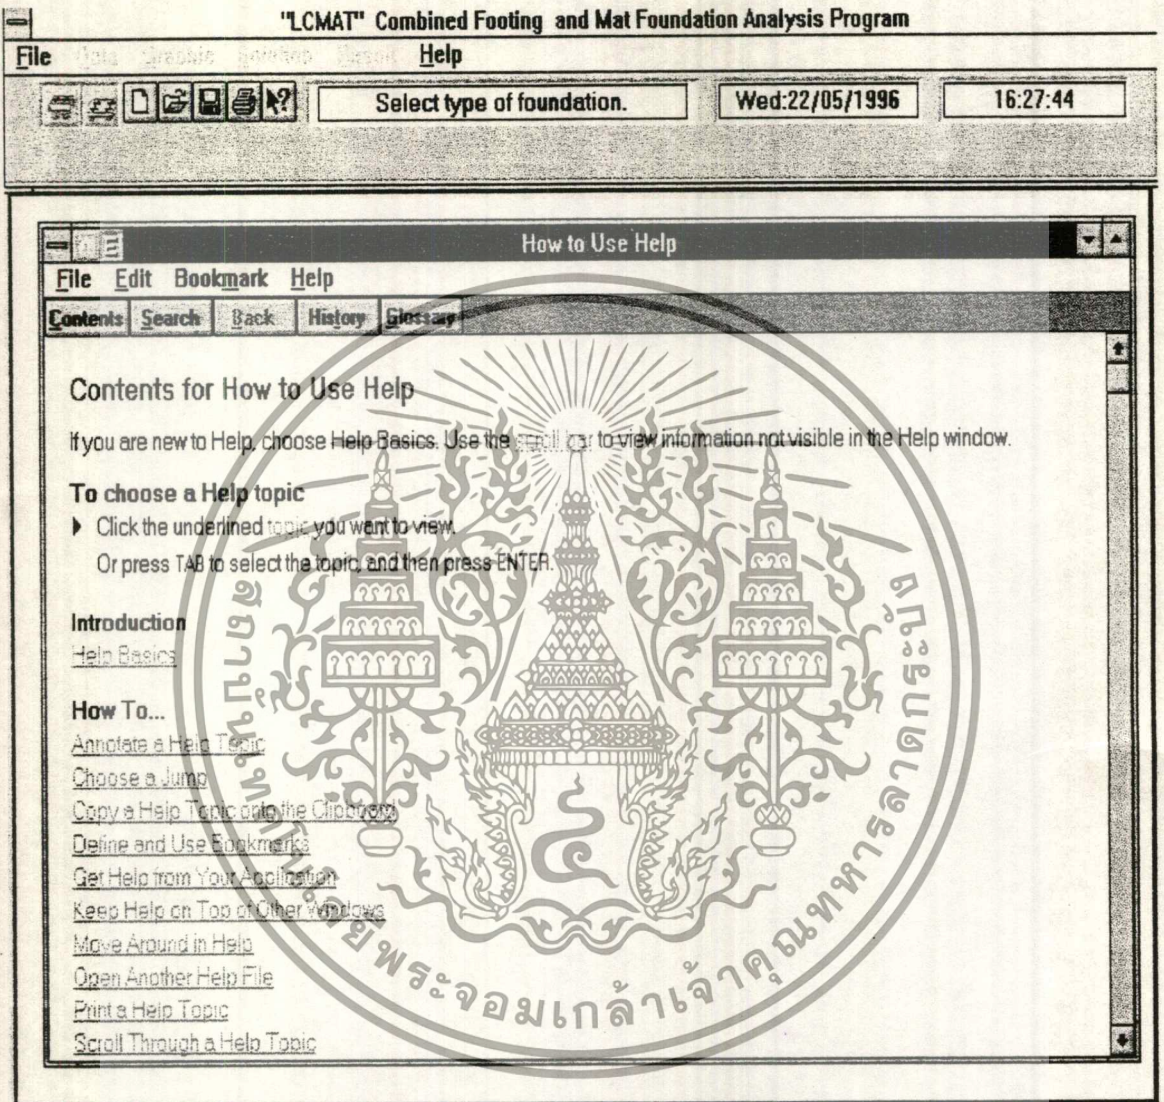 "LCMAT" Combined Footing and Mat Foundation Analysis Program
File Data Graphic Help
Select type of foundation. Wed:22/05/1996 16:27:44
How to Use Help
File Edit Bookmark Help
Contents Search Back History Glossary
Contents for How to Use Help
If you are new to Help, choose Help Basics. Use the scroll bar to view information not visible in the Help window.
To choose a Help topic
Click the underlined topic you want to view.
Or press TAB to select the topic, and then press ENTER.
Introduction
Help Basics
How To...
Annotate a Help Topic
Choose a Jump
Copy a Help Topic onto the Clipboard
Define and Use Bookmarks
Get Help from Your Application
Keep Help on Top of Other Windows
Move Around in Help
Open Another Help File
Print a Help Topic
Scroll Through a Help Topic
สถาบันเทคโนโลยีพระจอมเกล้าเจ้าคุณทหารลาดกระบัง